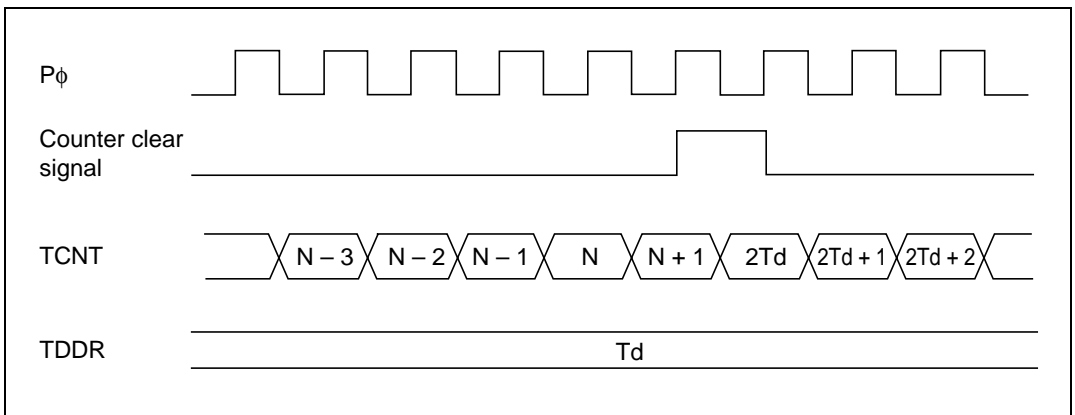 Pϕ
Counter clear
signal
TCNT
N – 3 N – 2 N – 1 N N + 1 2Td 2Td + 1 2Td + 2
TDDR
Td